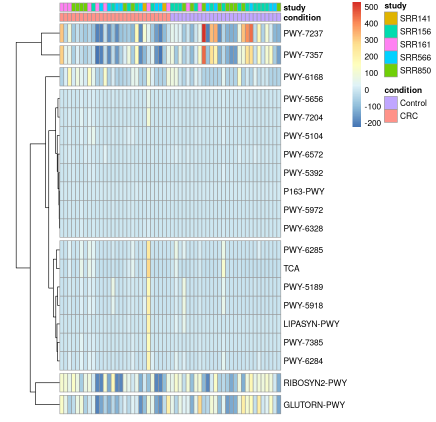 study
condition
PWY-7237
PWY-7357
PWY-6168
PWY-5656
PWY-7204
PWY-5104
PWY-6572
PWY-5392
P163-PWY
PWY-5972
PWY-6328
PWY-6285
TCA
PWY-5189
PWY-5918
LIPASYN-PWY
PWY-7385
PWY-6284
RIBOSYN2-PWY
GLUTORN-PWY
500
400
300
200
100
0
-100
-200
study
SRR141
SRR156
SRR161
SRR566
SRR850
condition
Control
CRC